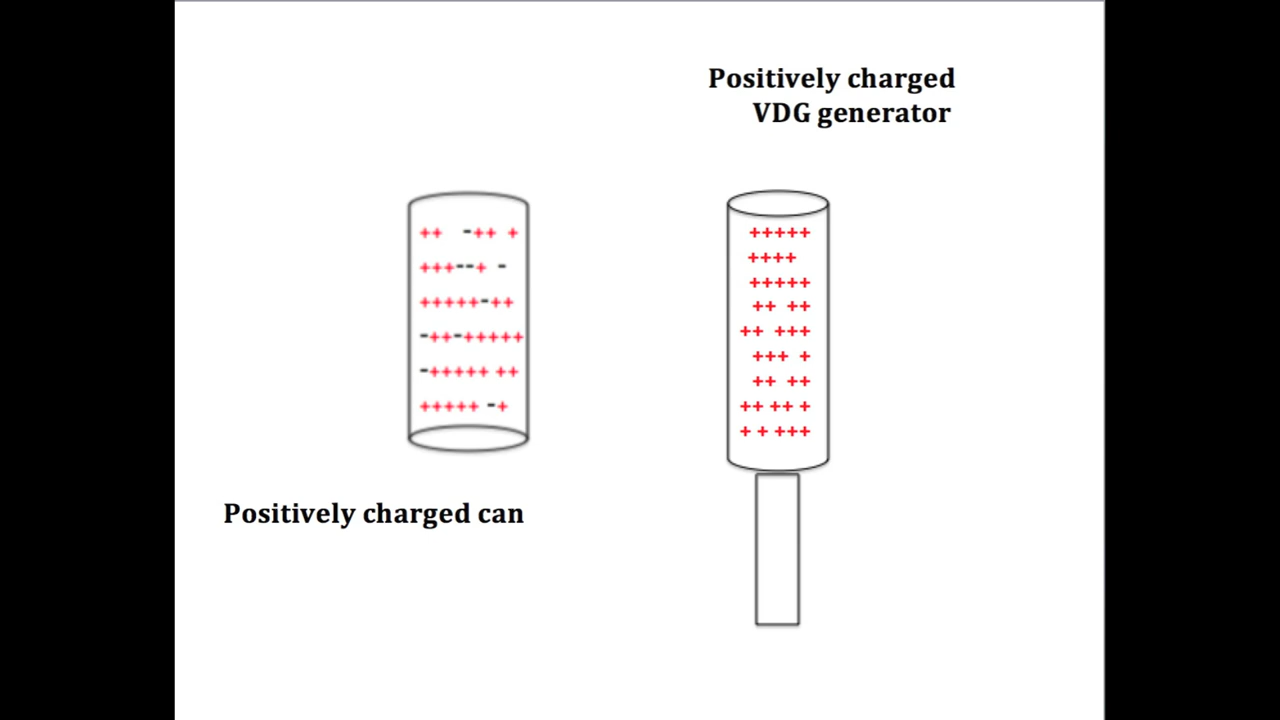 Positively charged
VDG generator
++ -++ +
+++--+ -
+++++-++
-++-+++++
-+++++ ++
+++++ -+
+++++
++++
+++++
++ ++
++ +++
+++ +
++ ++
++ ++ +
+ + +++
Positively charged can